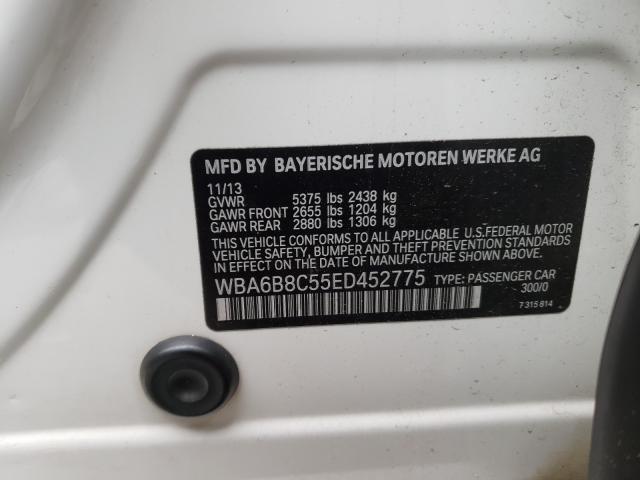 MFD BY BAYERISCHE MOTOREN WERKE AG
11/13
GVWR 5375 lbs 2438 kg
GAWR FRONT 2655 lbs 1204 kg
GAWR REAR 2880 lbs 1306 kg
THIS VEHICLE CONFORMS TO ALL APPLICABLE U.S.FEDERAL MOTOR
VEHICLE SAFETY, BUMPER AND THEFT PREVENTION STANDARDS
IN EFFECT ON THE DATE OF MANUFACTURE SHOWN ABOVE.
WBA6B8C55ED452775 TYPE: PASSENGER CAR
300/0
7 315 814